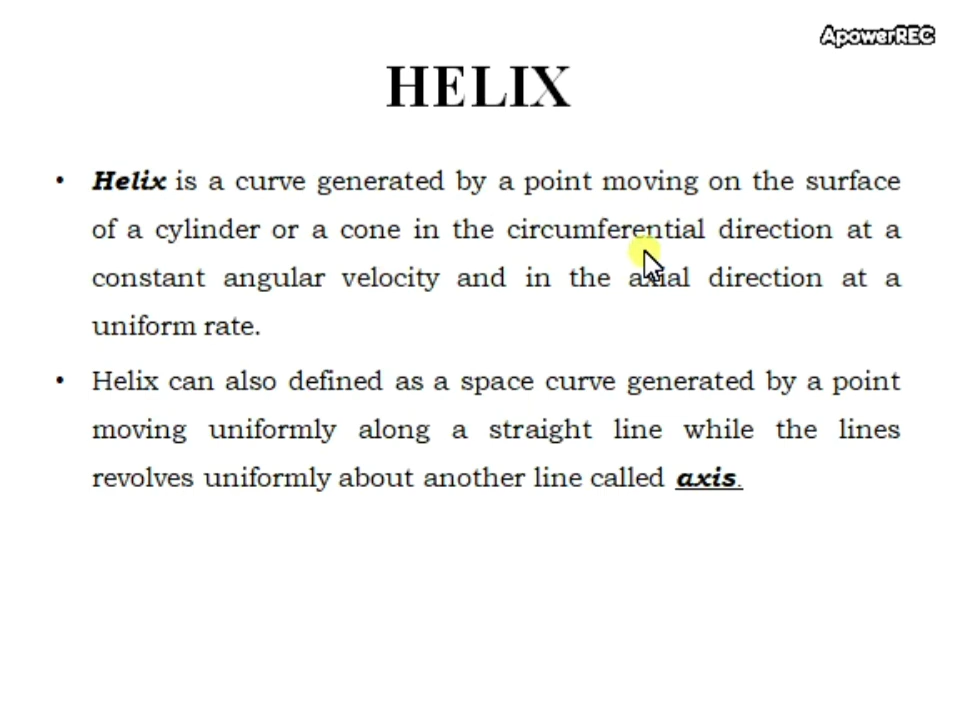 ApowerREC
HELIX
• Helix is a curve generated by a point moving on the surface
of a cylinder or a cone in the circumferential direction at a
constant angular velocity and in the axial direction at a
uniform rate.
• Helix can also defined as a space curve generated by a point
moving uniformly along a straight line while the lines
revolves uniformly about another line called axis.